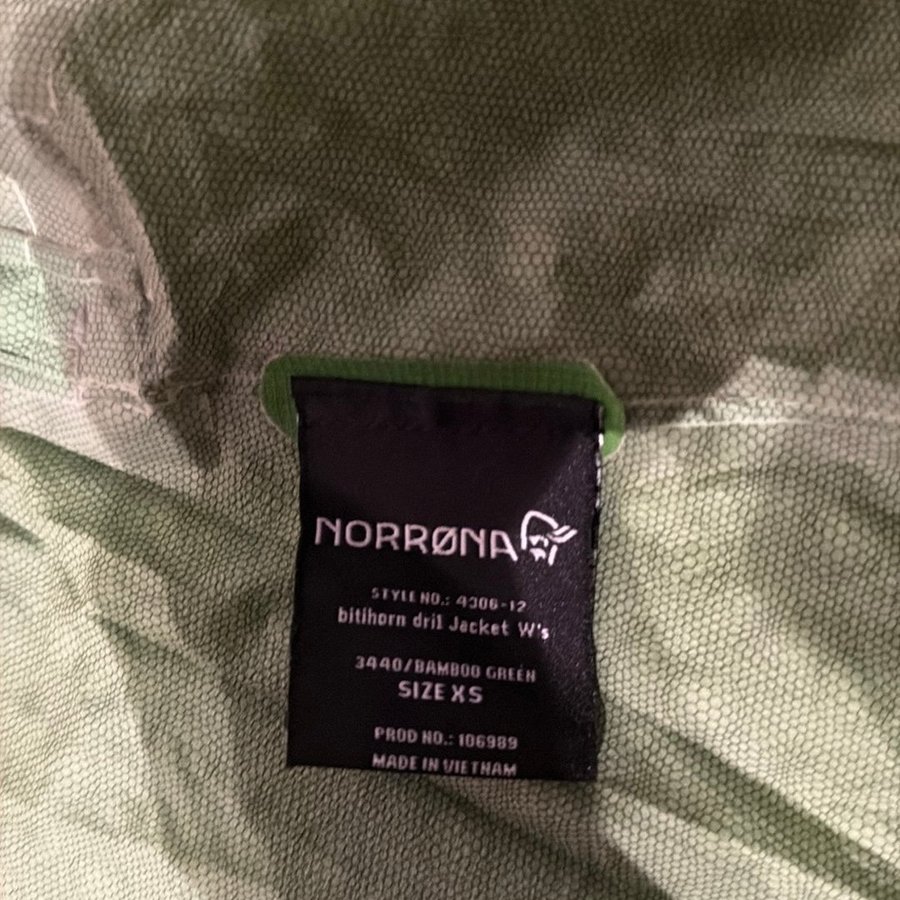 NORRØNA
STYLE NO.: 4306-12
bitihorn dri1 Jacket W's
3440/BAMBOO GREEN
SIZE XS
PROD NO.: 106989
MADE IN VIETNAM